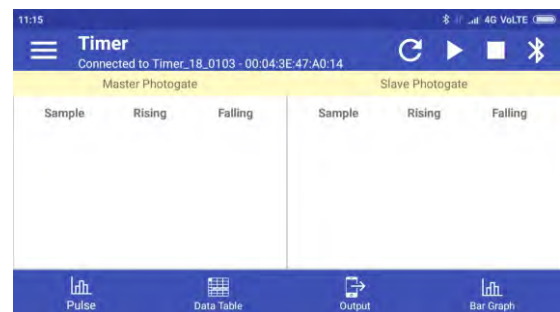 11:15
4G VoLTE
Timer
Connected to Timer_18_0103 - 00:04:3E:47:A0:14
Master Photogate
Slave Photogate
Sample Rising Falling
Sample Rising Falling
Pulse
Data Table
Output
Bar Graph